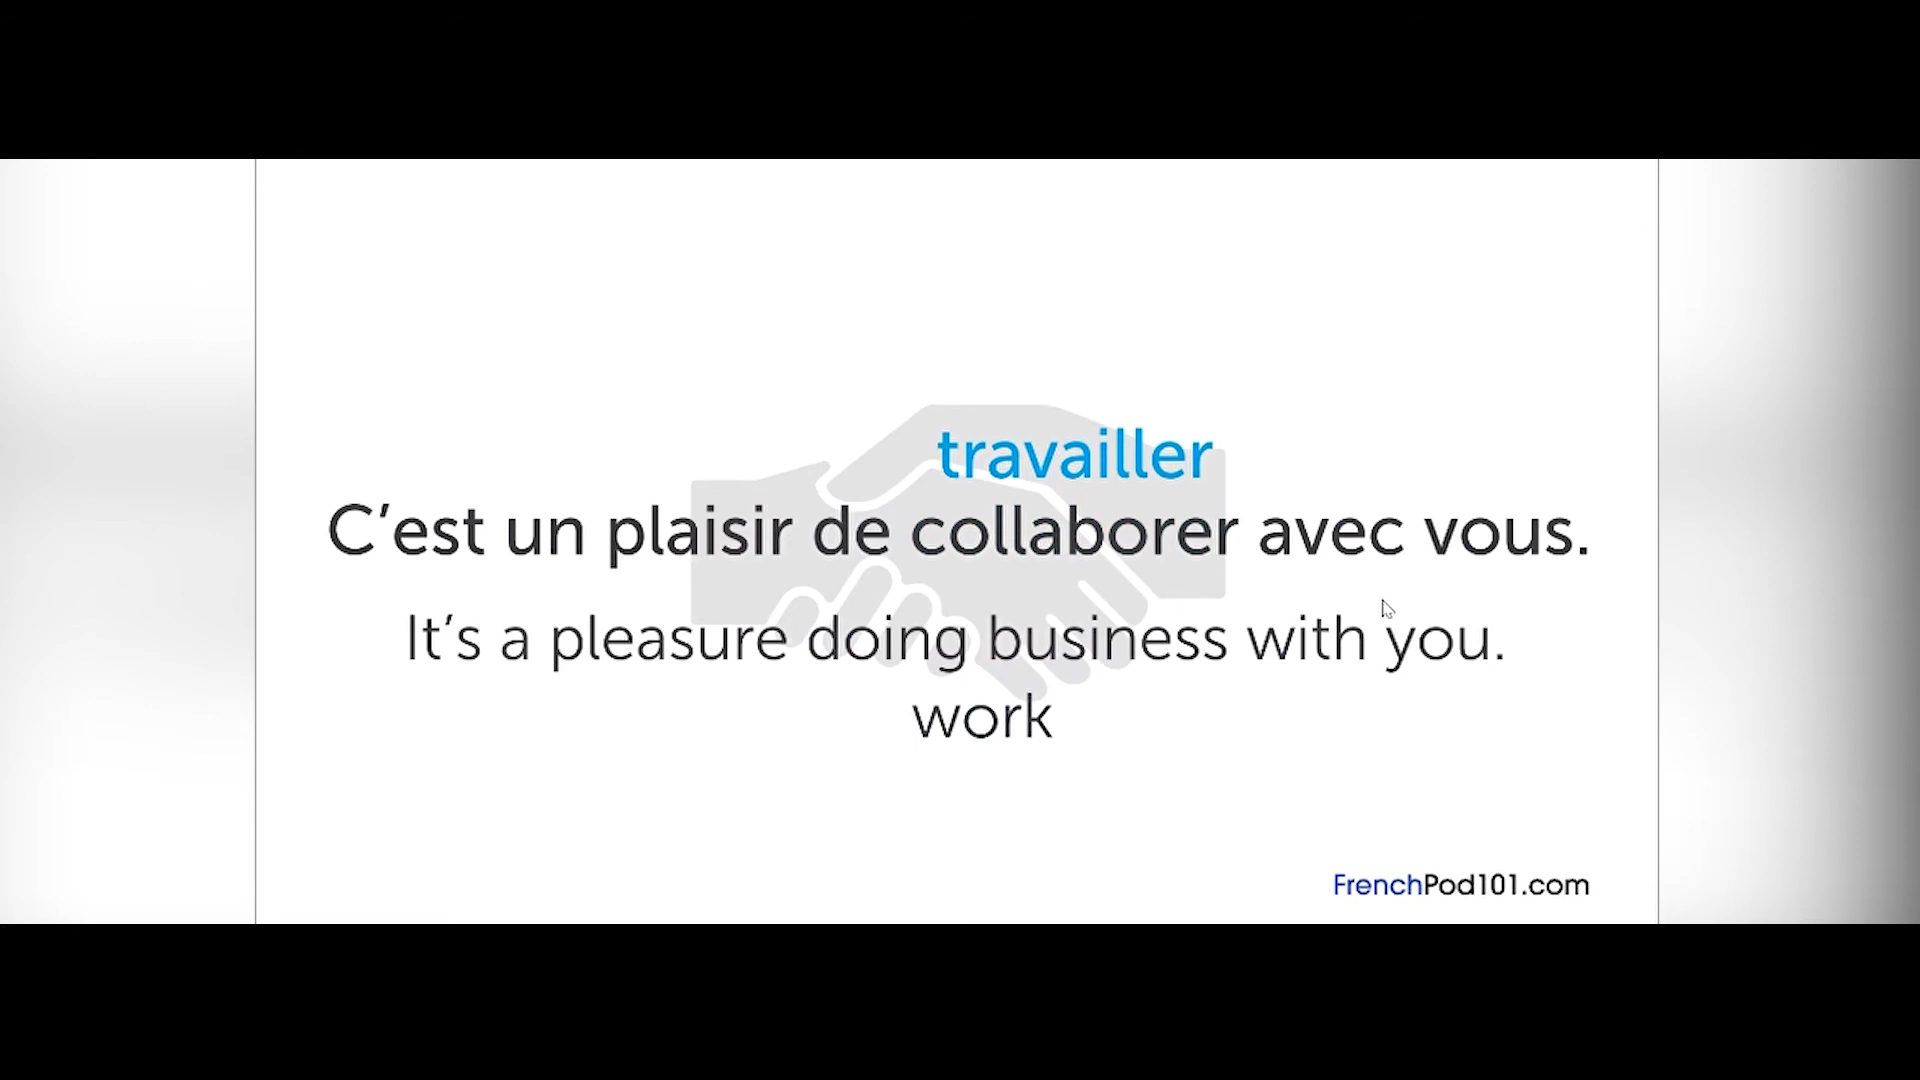 travailler
C’est un plaisir de collaborer avec vous.
It’s a pleasure doing business with you.
work
FrenchPod101.com